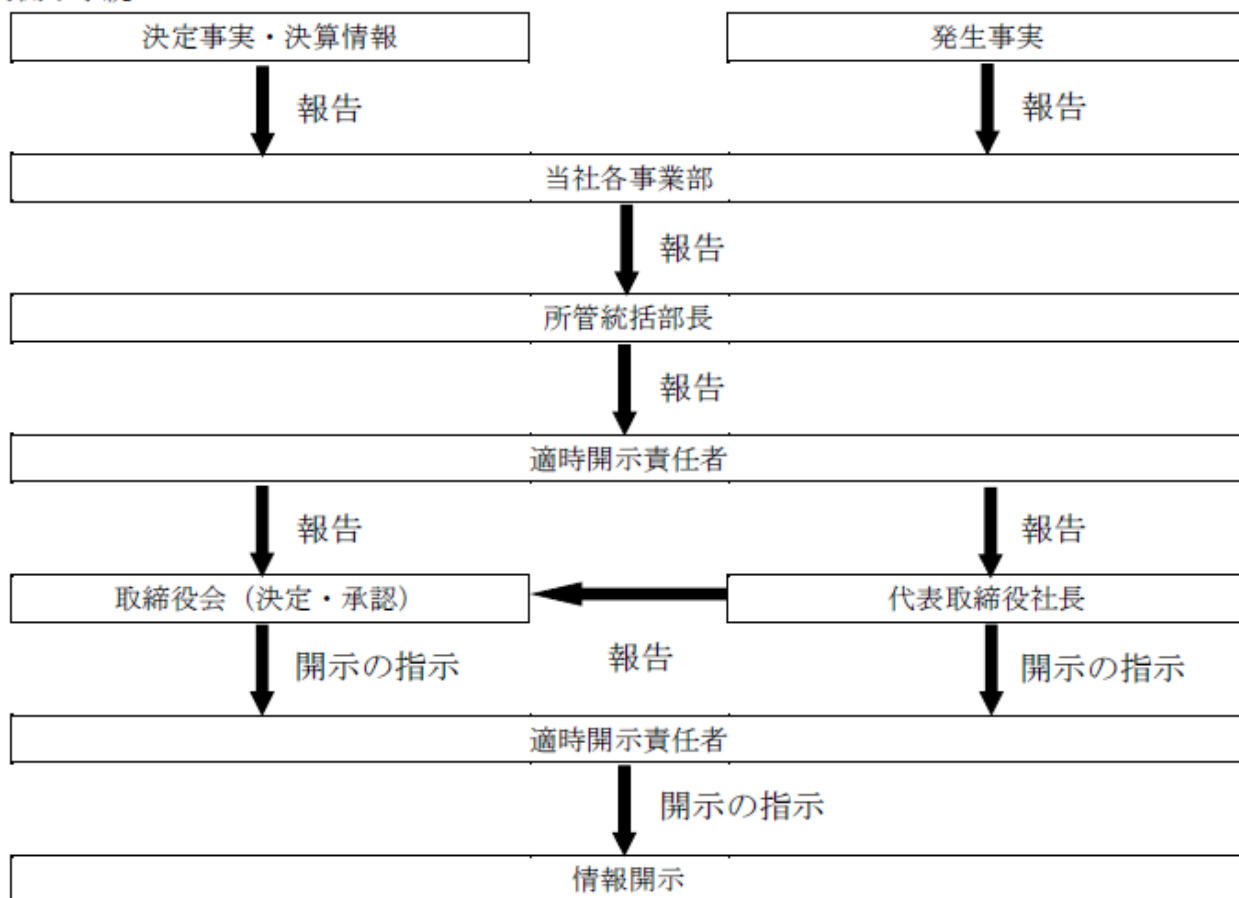 決定事実・決算情報
発生事実
報告
報告
当社各事業部
報告
所管統括部長
報告
適時開示責任者
報告
報告
取締役会（決定・承認）
代表取締役社長
報告
開示の指示
開示の指示
適時開示責任者
開示の指示
情報開示